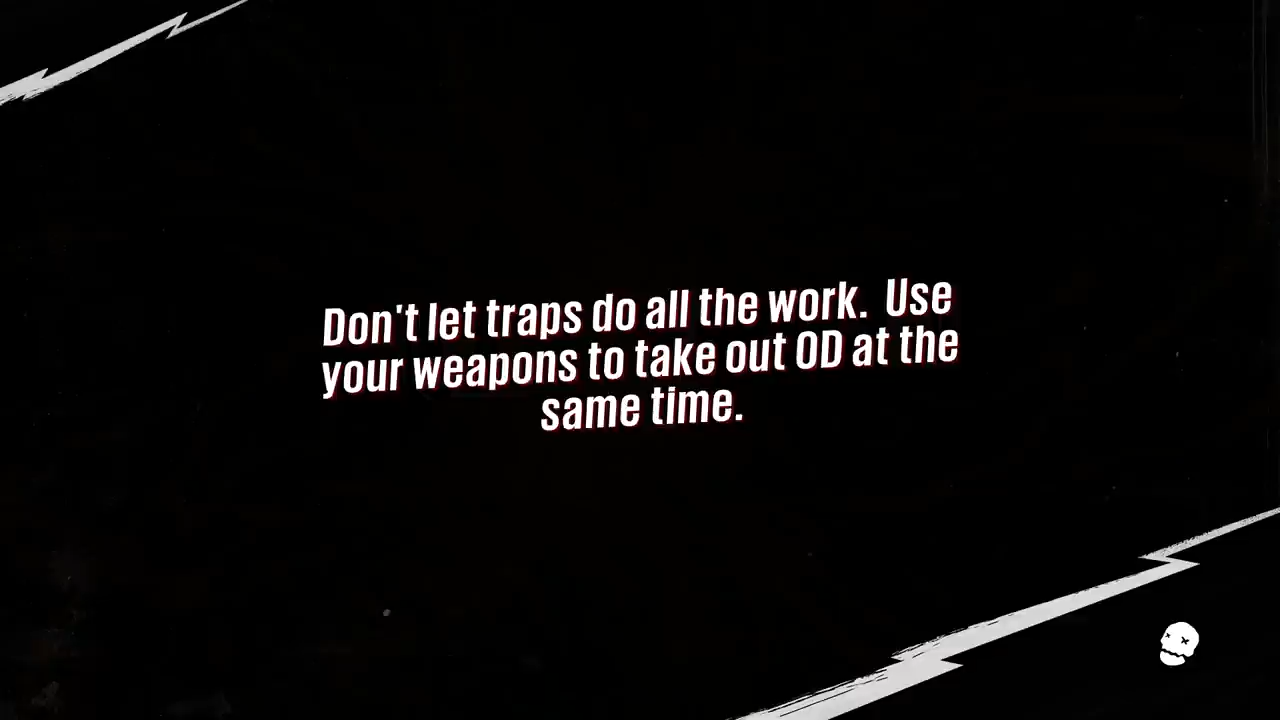 Don't let traps do all the work.  Use
your weapons to take out OD at the
same time.